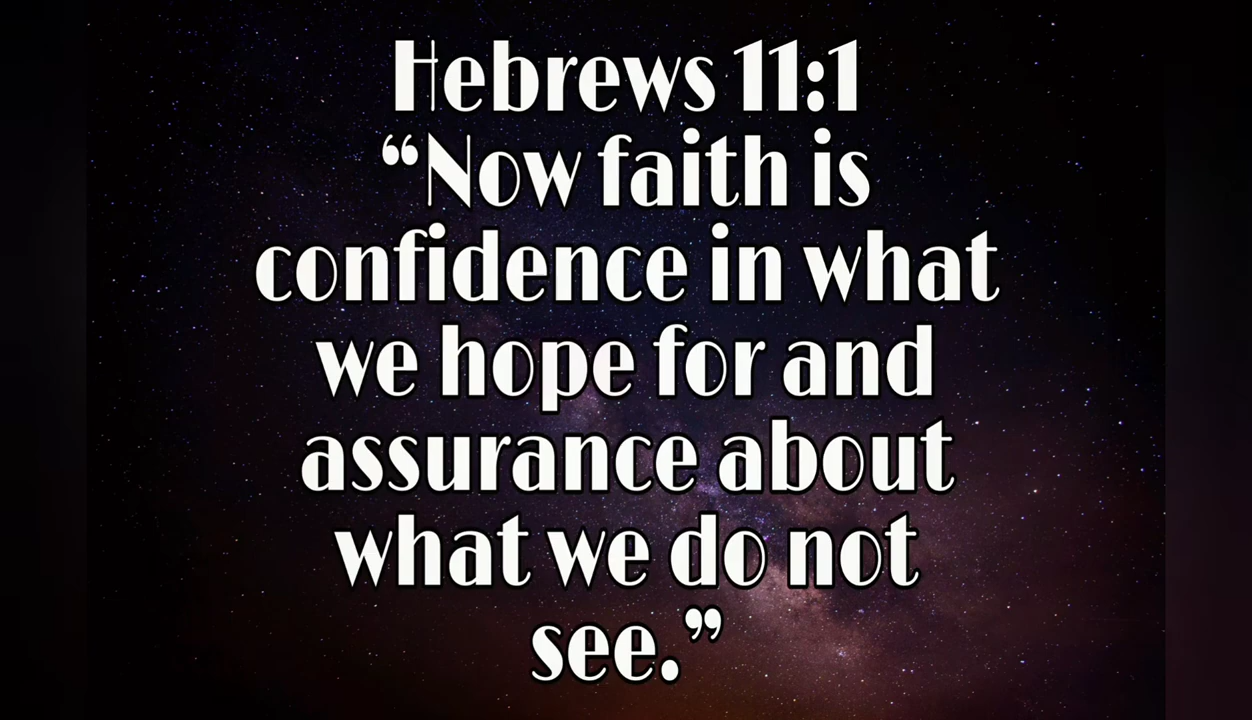 Hebrews 11:1
“Now faith is
confidence in what
we hope for and
assurance about
what we do not
see.”